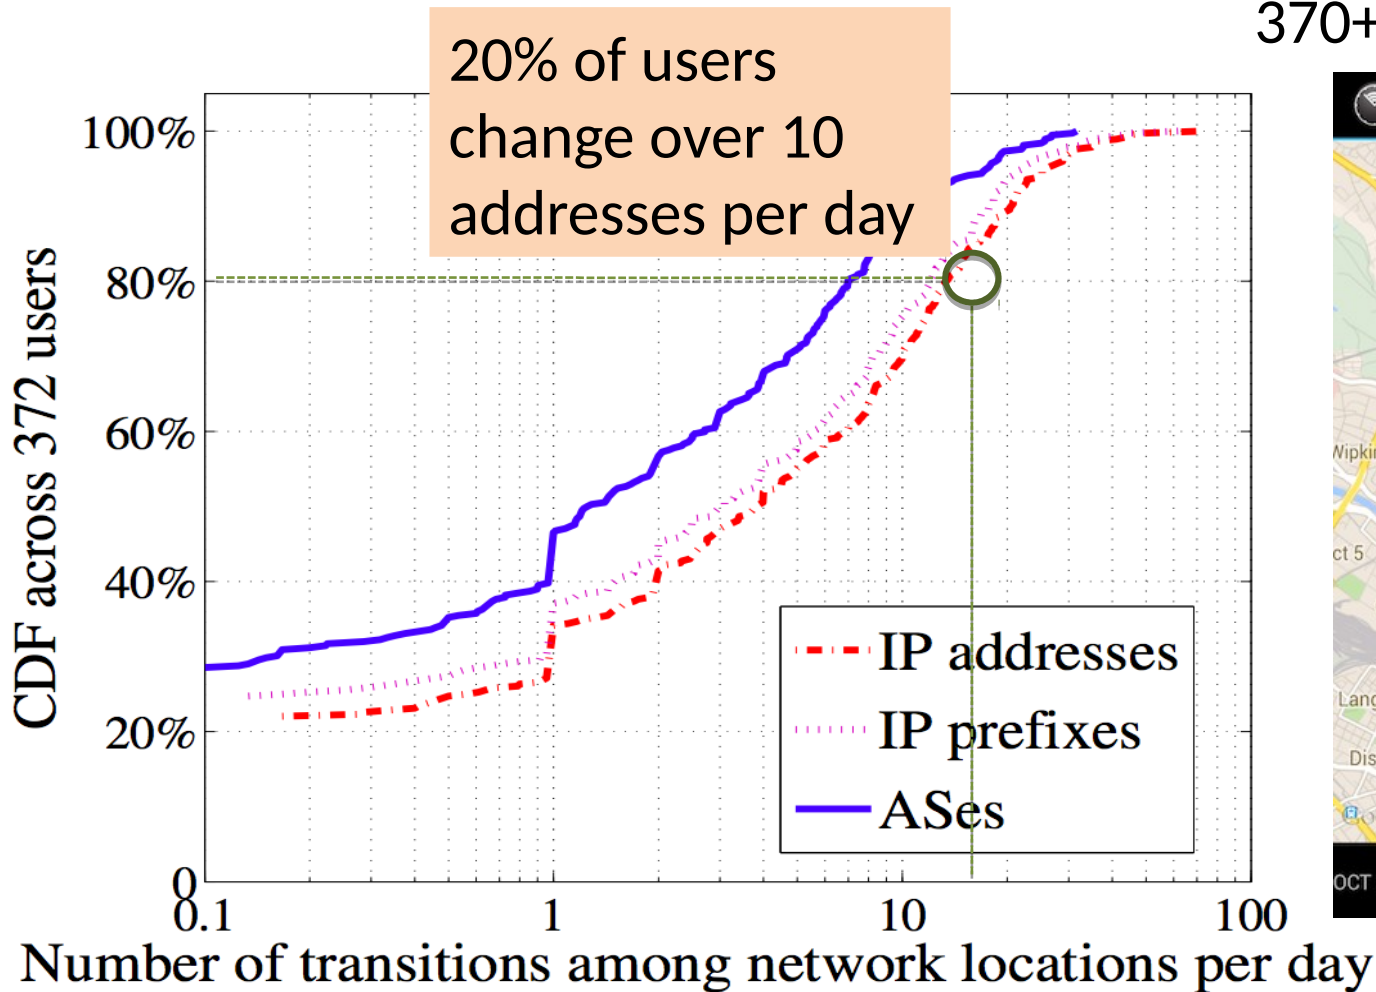 370+
20% of users
change over 10
addresses per day
100%
80%
60%
40%
20%
0
0.1
1
10
100
CDF across 372 users
IP addresses
IP prefixes
ASes
Number of transitions among network locations per day
Wipki
ct 5
Lang
Dis
OCT